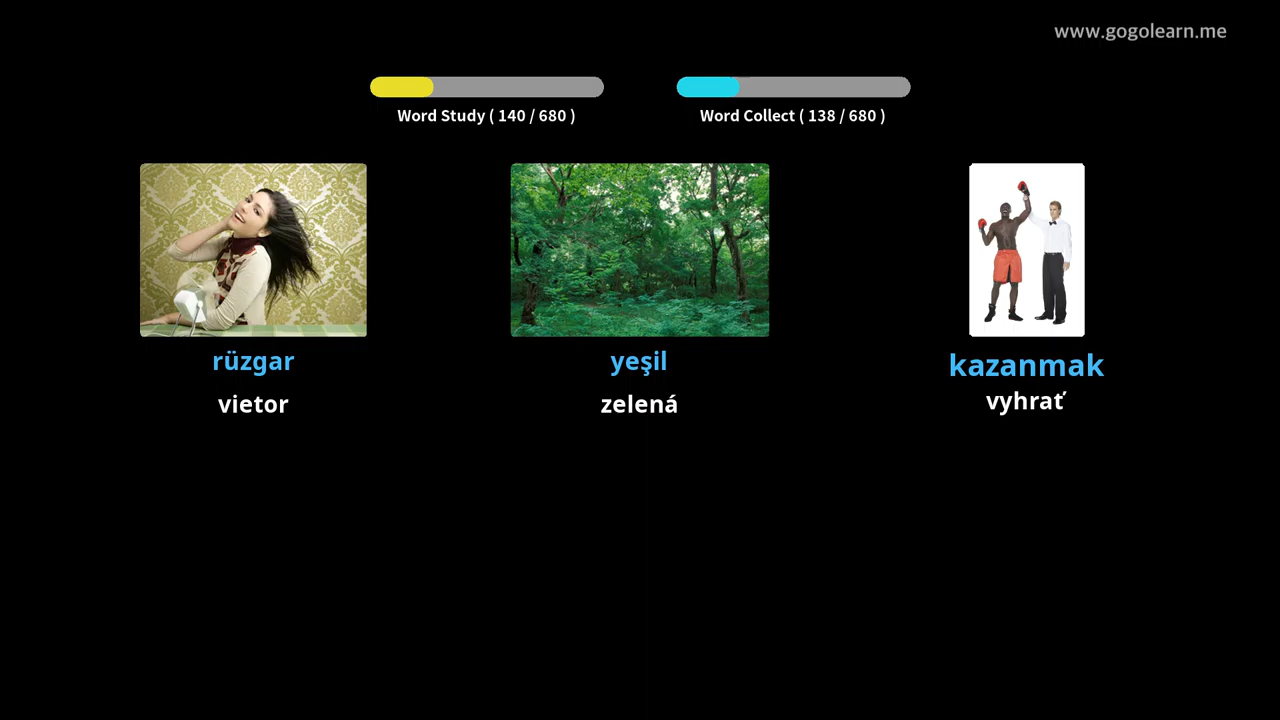 www.gogolearn.me
Word Study ( 140 / 680 )
Word Collect ( 138 / 680 )
rüzgar
vietor
yeşil
zelená
kazanmak
vyhrať